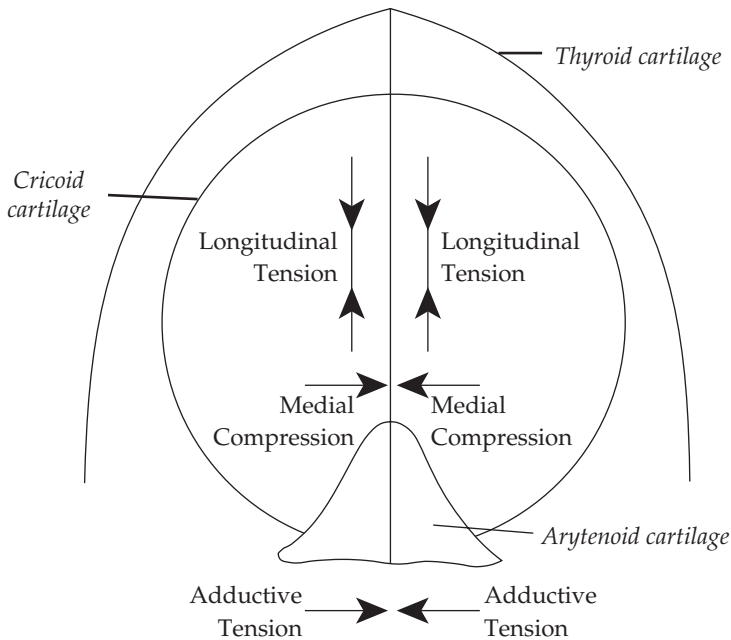 Thyroid cartilage
Cricoid
cartilage
Longitudinal
Tension
Longitudinal
Tension
Medial
Compression
Medial
Compression
Arytenoid cartilage
Adductive
Tension
Adductive
Tension